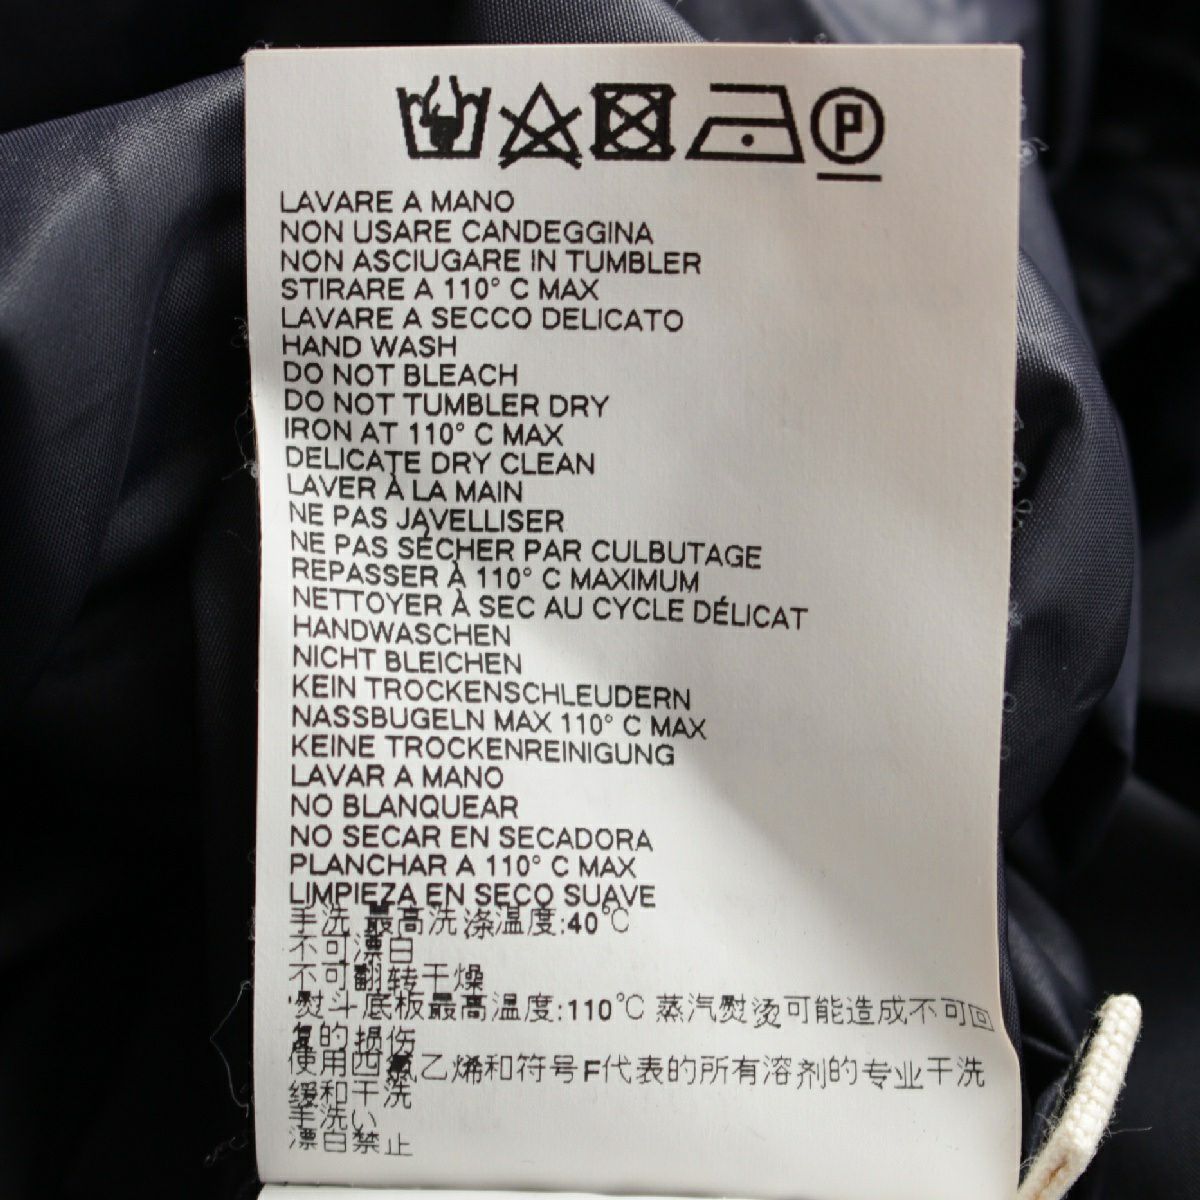 P
LAVARE A MANO
NON USARE CANDEGGINA
NON ASCIUGARE IN TUMBLER
STIRARE A 110° C MAX
LAVARE A SECCO DELICATO
HAND WASH
DO NOT BLEACH
DO NOT TUMBLER DRY
IRON AT 110° C MAX
DELICATE DRY CLEAN
LAVER À LA MAIN
NE PAS JAVELLISER
NE PAS SÉCHER PAR CULBUTAGE
REPASSER À 110° C MAXIMUM
NETTOYER À SEC AU CYCLE DÉLICAT
HANDWASCHEN
NICHT BLEICHEN
KEIN TROCKENSCHLEUDERN
NASSBUGELN MAX 110° C MAX
KEINE TROCKENREINIGUNG
LAVAR A MANO
NO BLANQUEAR
NO SECAR EN SECADORA
PLANCHAR A 110° C MAX
LIMPIEZA EN SECO SUAVE
手洗 最高洗涤温度:40℃
不可漂白
不可翻转干燥
熨斗底板最高温度:110℃ 蒸汽熨烫可能造成不可回
复的损伤
使用四氯乙烯和符号F代表的所有溶剂的专业干洗
缓和干洗
手洗い
漂白禁止